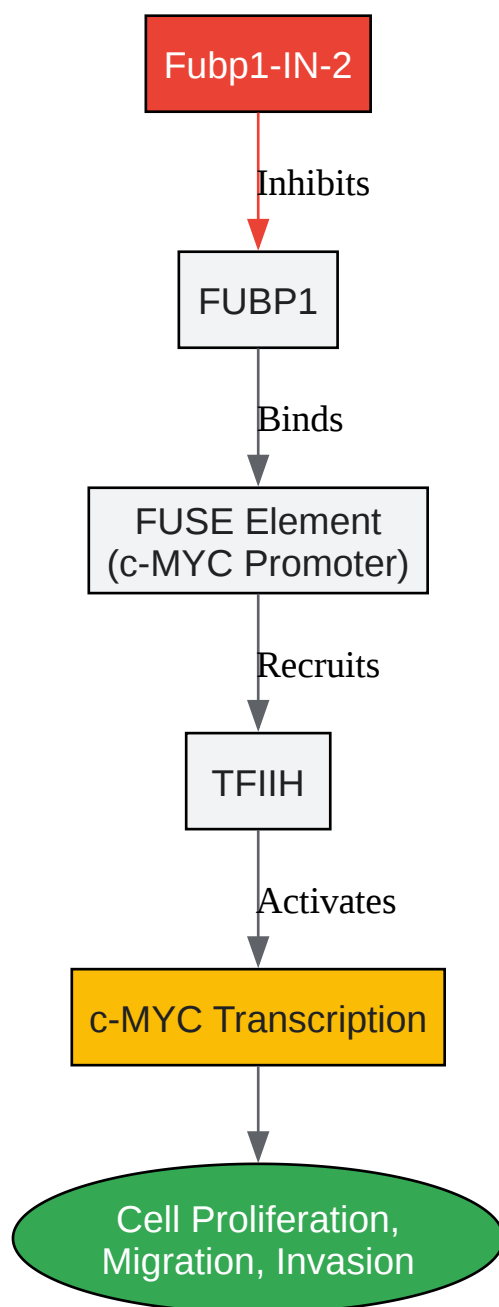 Fubp1-IN-2
Inhibits
FUBP1
Binds
FUSE Element
(c-MYC Promoter)
Recruits
TFIIH
Activates
c-MYC Transcription
Cell Proliferation,
Migration, Invasion